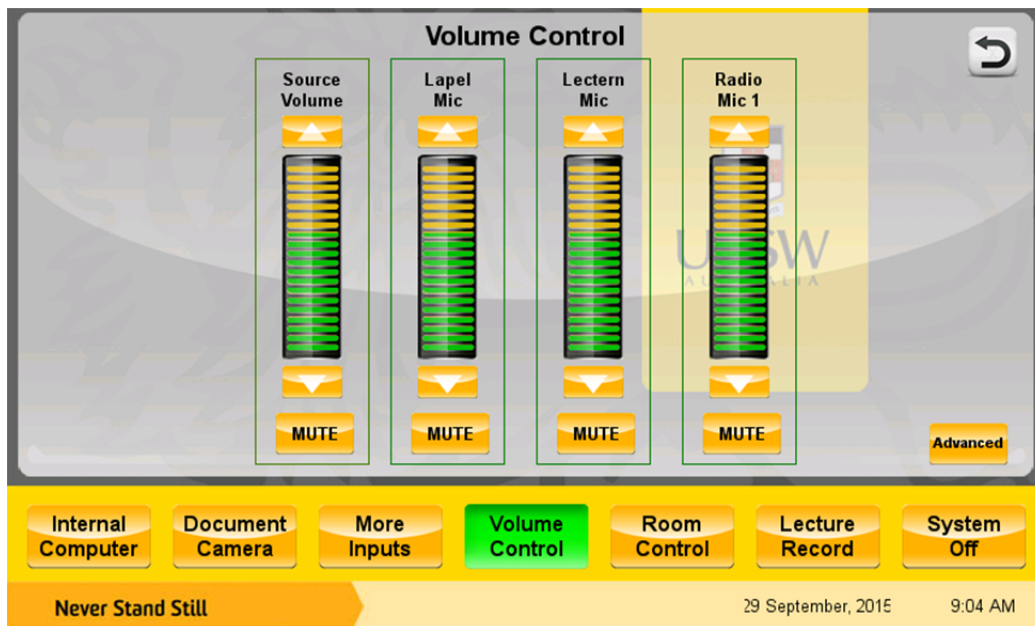 Volume Control
Source
Volume
Lapel
Mic
Lectern
Mic
Radio
Mic 1
UNSW
AUSTRALIA
MUTE
MUTE
MUTE
MUTE
Advanced
Internal
Computer
Document
Camera
More
Inputs
Volume
Control
Room
Control
Lecture
Record
System
Off
Never Stand Still
29 September, 2015
9:04 AM